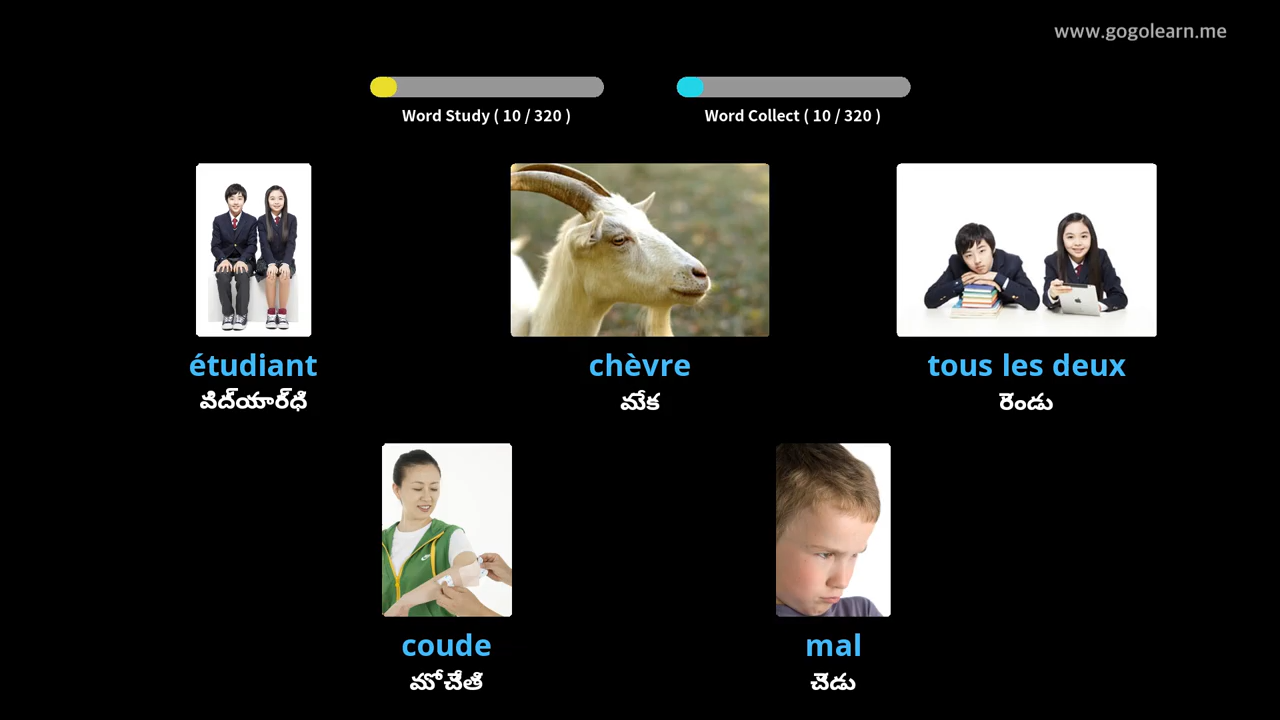 www.gogolearn.me
Word Study ( 10 / 320 )
Word Collect ( 10 / 320 )
étudiant
విద్యార్ధి
chèvre
మేక
tous les deux
రెండు
coude
మోచేతి
mal
చెడు